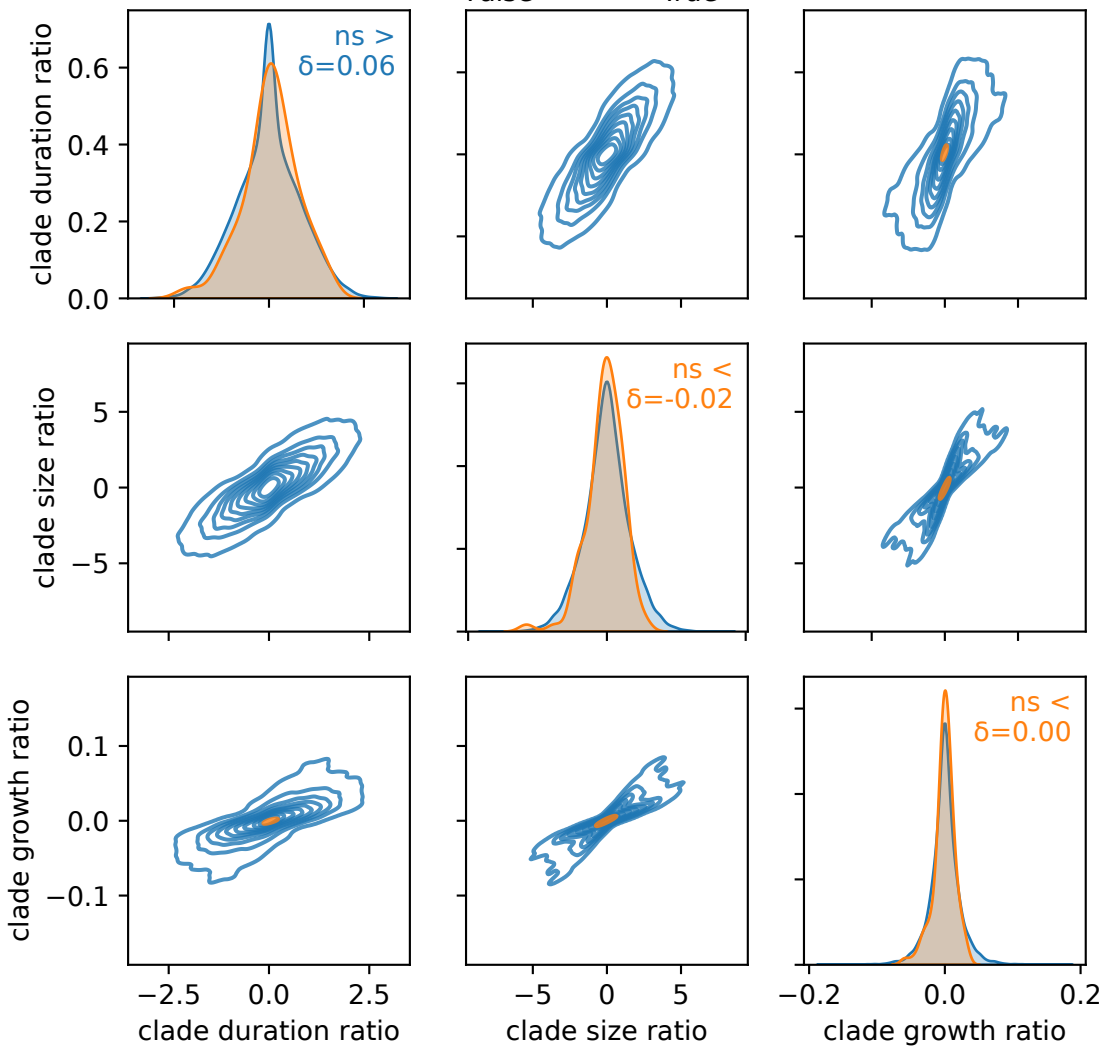 0.6
0.4
0.2
0.0
clade duration ratio
ns >
δ=0.06
5
0
−5
clade size ratio
ns <
δ=-0.02
0.1
0.0
−0.1
clade growth ratio
ns <
δ=0.00
−2.5 0.0 2.5
−5 0 5
−0.2 0.0 0.2
clade duration ratio
clade size ratio
clade growth ratio